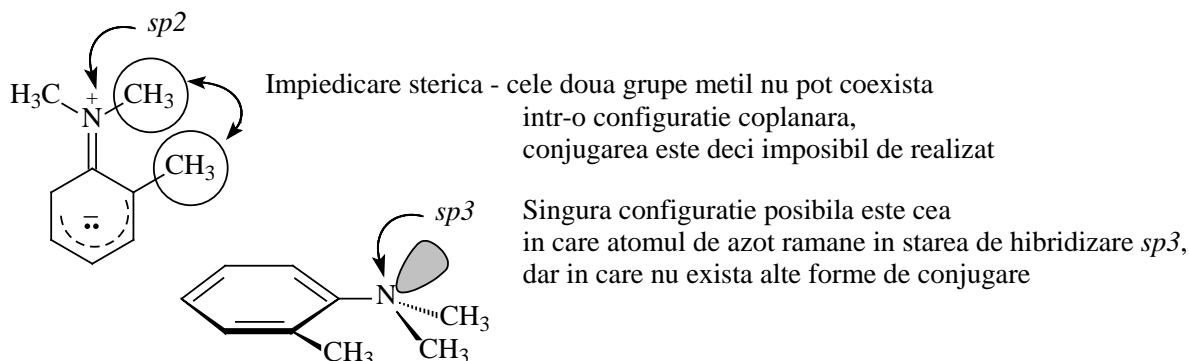 sp2
H3C
+
N
CH3
Impiedicare sterica - cele doua grupe metil nu pot coexista
intr-o configuratie coplanara,
conjugarea este deci imposibil de realizat
CH3
sp3
Singura configuratie posibila este cea
in care atomul de azot ramane in starea de hibridizare sp3,
dar in care nu exista alte forme de conjugare
N
CH3
CH3
CH3